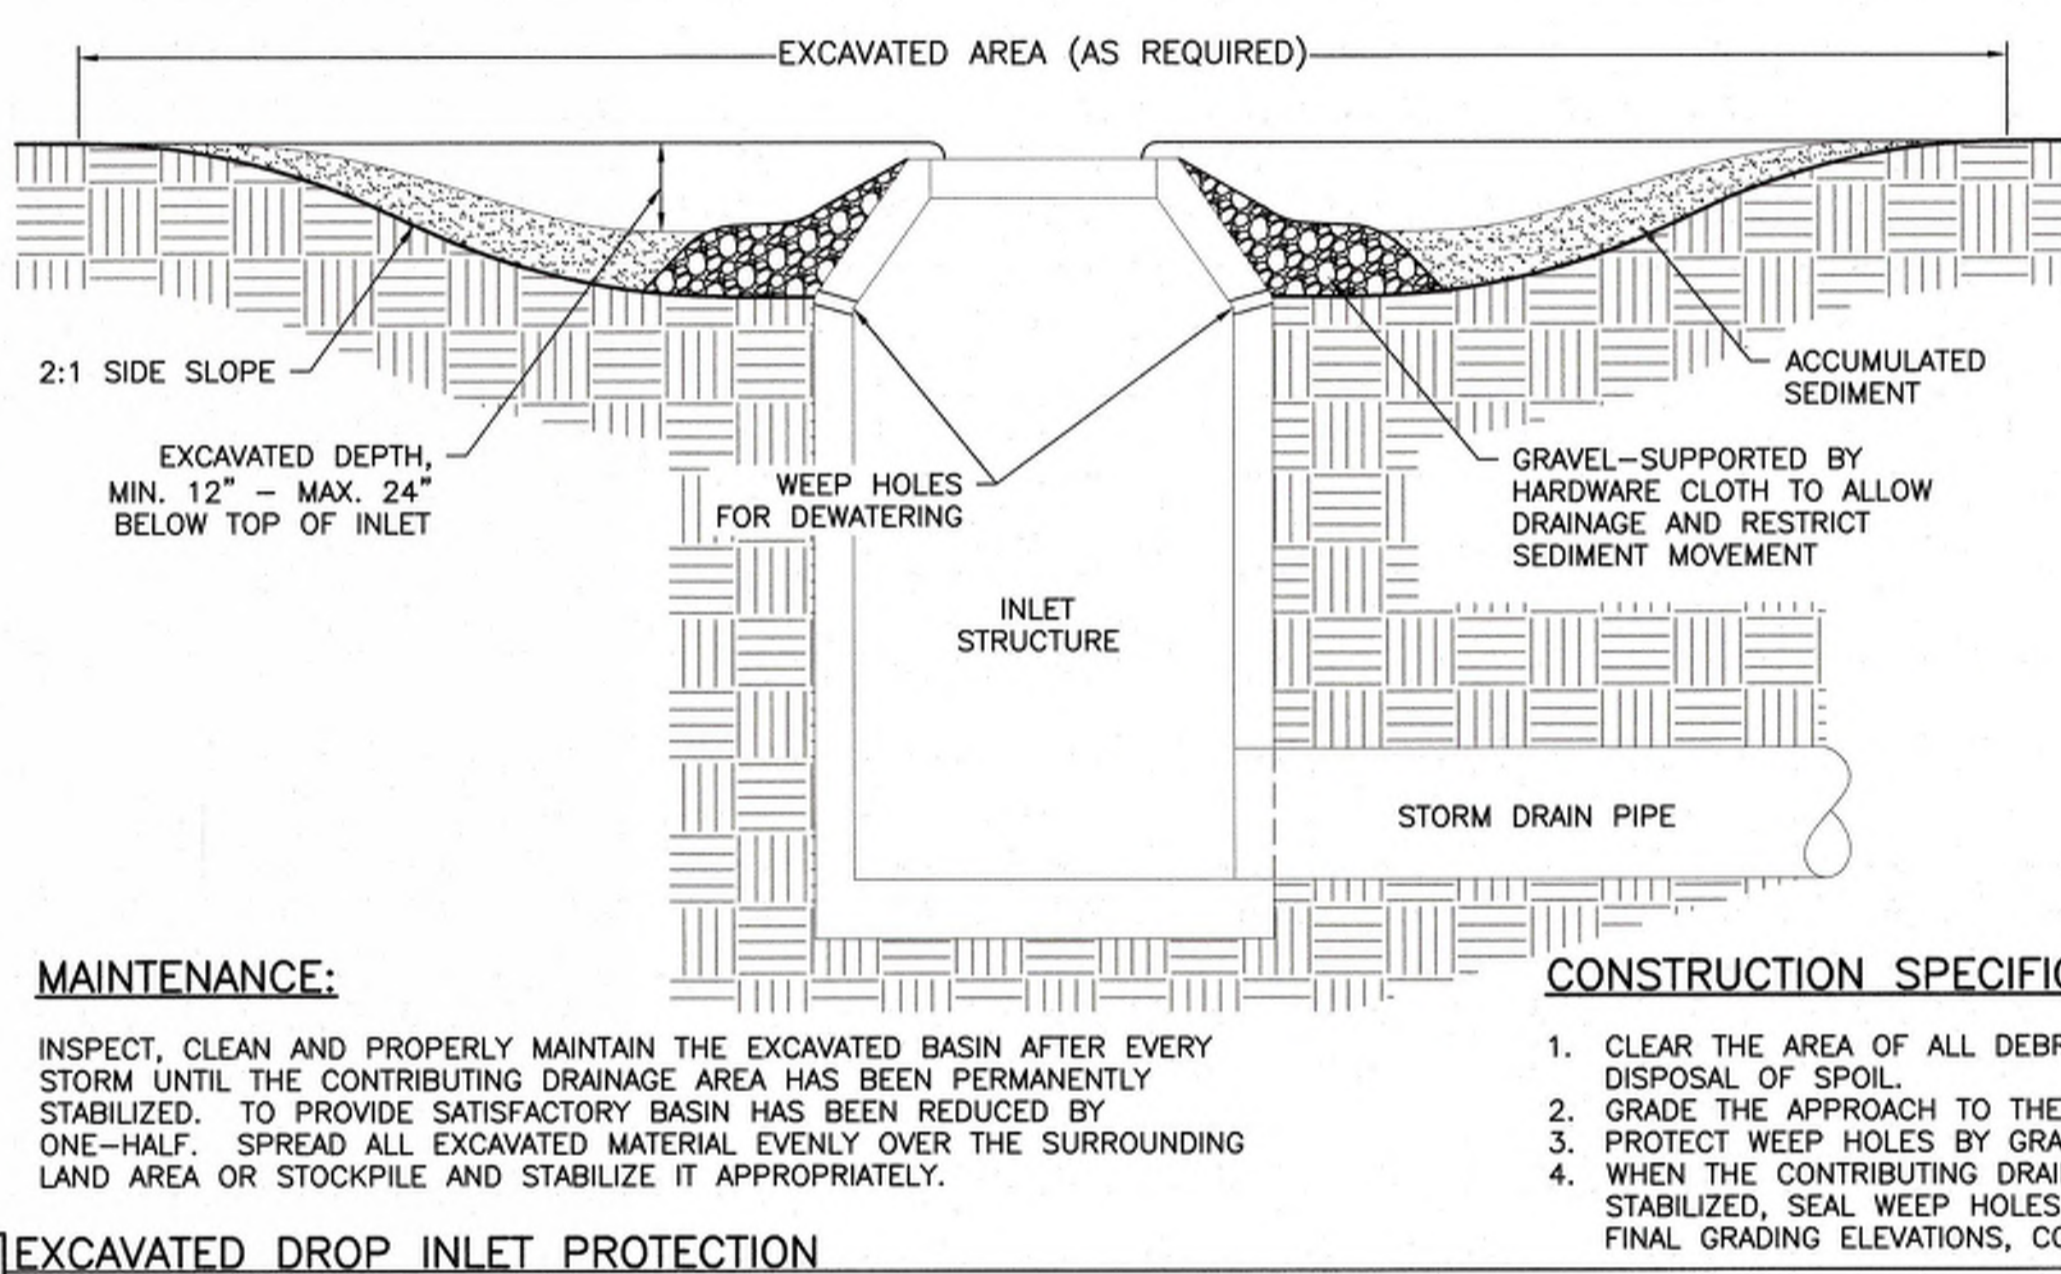 EXCAVATED AREA (AS REQUIRED)
2:1 SIDE SLOPE
EXCAVATED DEPTH,
MIN. 12" – MAX. 24"
BELOW TOP OF INLET
WEEP HOLES
FOR DEWATERING
ACCUMULATED
SEDIMENT
GRAVEL–SUPPORTED BY
HARDWARE CLOTH TO ALLOW
DRAINAGE AND RESTRICT
SEDIMENT MOVEMENT
INLET
STRUCTURE
STORM DRAIN PIPE
MAINTENANCE:
INSPECT, CLEAN AND PROPERLY MAINTAIN THE EXCAVATED BASIN AFTER EVERY
STORM UNTIL THE CONTRIBUTING DRAINAGE AREA HAS BEEN PERMANENTLY
STABILIZED. TO PROVIDE SATISFACTORY BASIN HAS BEEN REDUCED BY
ONE–HALF. SPREAD ALL EXCAVATED MATERIAL EVENLY OVER THE SURROUNDING
LAND AREA OR STOCKPILE AND STABILIZE IT APPROPRIATELY.
CONSTRUCTION
1. CLEAR THE AREA OF ALL
DISPOSAL OF SPOIL.
2. GRADE THE APPROACH TO THE
3. PROTECT WEEP HOLES BY
4. WHEN THE CONTRIBUTING
STABILIZED, SEAL WEEP HOLES
FINAL GRADING ELEVATIONS,
EXCAVATED DROP INLET PROTECTION